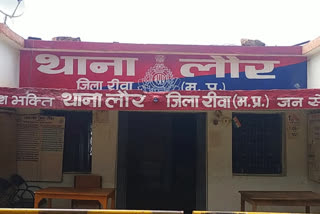 थाना लौर
जिला रीवा (म.प्र.)
भक्ति थाना लौर जिला रीवा (म.प्र.) जन